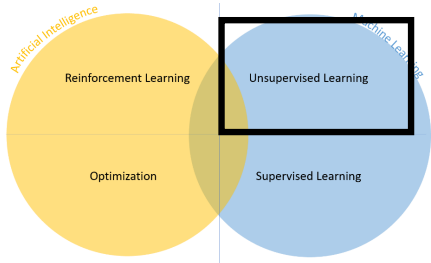 Artificial Intelligence
Machine Learning
Reinforcement Learning
Unsupervised Learning
Optimization
Supervised Learning